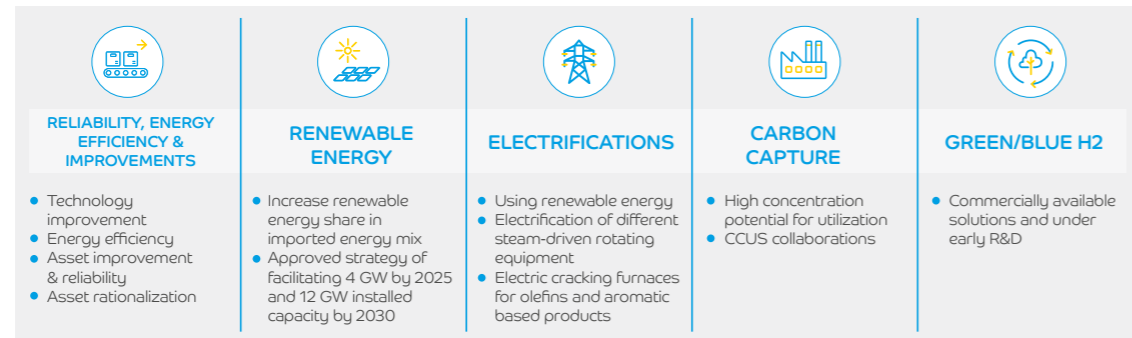 RELIABILITY, ENERGY
EFFICIENCY &
IMPROVEMENTS
Technology
improvement
Energy efficiency
Asset improvement
& reliability
Asset rationalization
RENEWABLE
ENERGY
Increase renewable
energy share in
imported energy mix
Approved strategy of
facilitating 4 GW by 2025
and 12 GW installed
capacity by 2030
ELECTRIFICATIONS
Using renewable energy
Electrification of different
steam-driven rotating
equipment
Electric cracking furnaces
for olefins and aromatic
based products
CARBON
CAPTURE
High concentration
potential for utilization
CCUS collaborations
GREEN/BLUE H2
Commercially available
solutions and under
early R&D